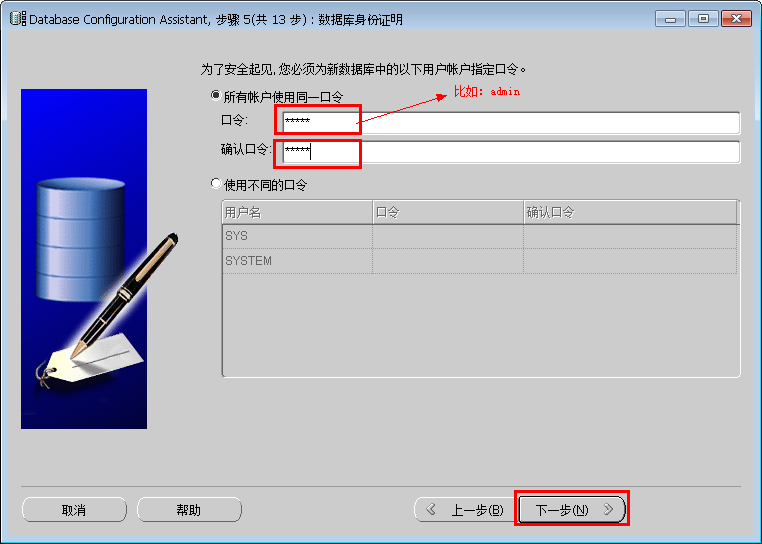 Database Configuration Assistant, 步骤 5(共 13 步) : 数据库身份证明
为了安全起见,您必须为新数据库中的以下用户帐户指定口令。
所有帐户使用同一口令
比如：admin
口令:
*****
确认口令:
*****
使用不同的口令
用户名 口令 确认口令
SYS
SYSTEM
取消 帮助 上一步(B) 下一步(N)